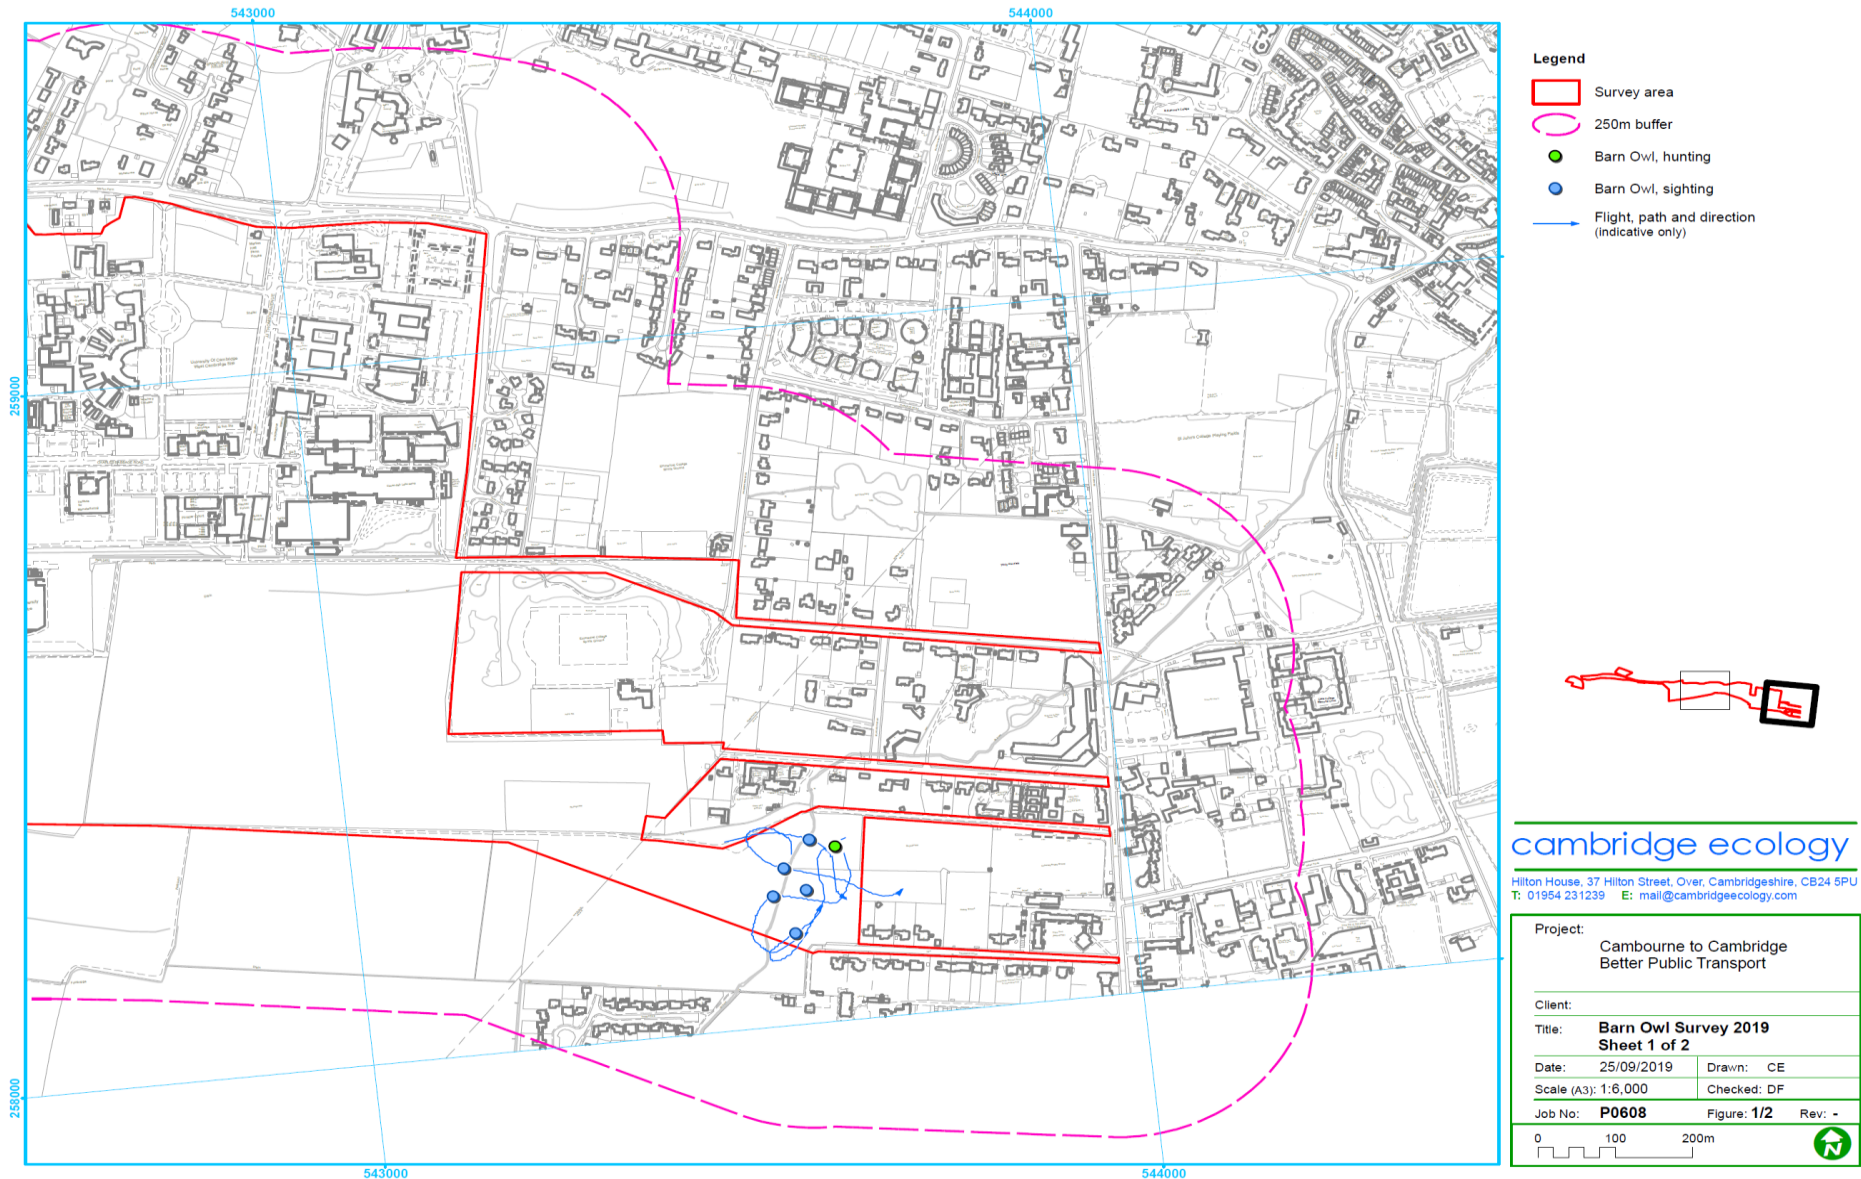 543000
544000
259000
258000
543000
544000
Legend
Survey area
250m buffer
Barn Owl, hunting
Barn Owl, sighting
Flight, path and direction
(indicative only)
cambridge ecology
Hilton House, 37 Hilton Street, Over, Cambridgeshire, CB24 5PU
T: 01954 231239 E: mail@cambridgeecology.com
Project:
Cambourne to Cambridge
Better Public Transport
Client:
Title: Barn Owl Survey 2019
Sheet 1 of 2
Date: 25/09/2019 Drawn: CE
Scale (A3): 1:6,000 Checked: DF
Job No: P0608 Figure: 1/2 Rev: -
0 100 200m
N